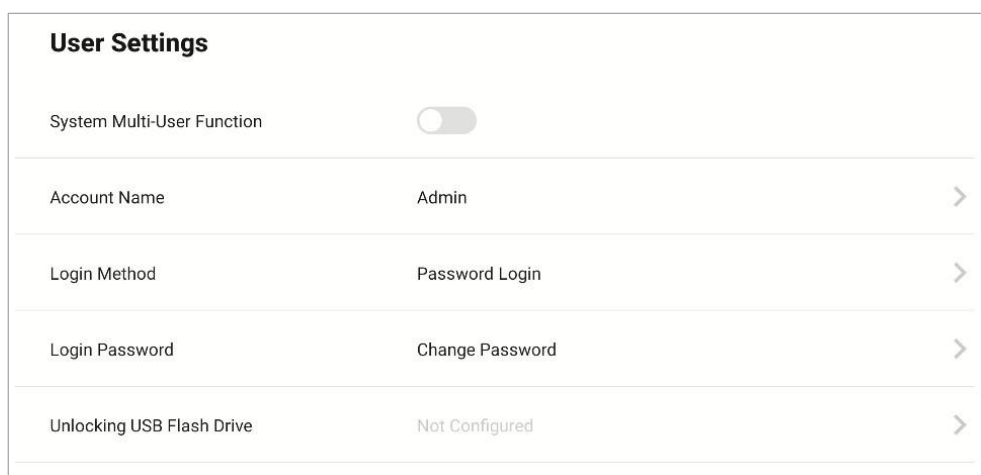 User Settings
System Multi-User Function
Account Name Admin
Login Method Password Login
Login Password Change Password
Unlocking USB Flash Drive Not Configured